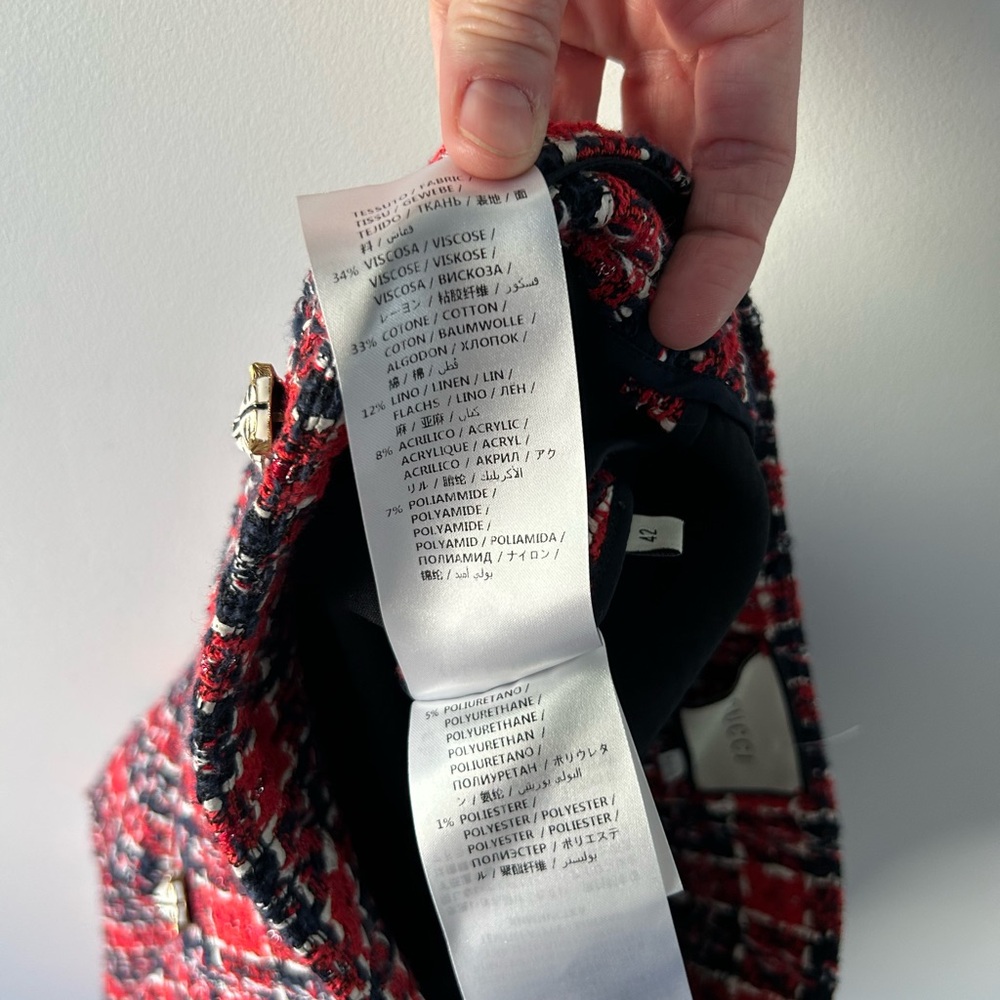 TESSUTO / FABRIC /
TISSU / GEWEBE /
TEJIDO / ТКАНЬ / 表地 / 面
料 / قماش
34% VISCOSA / VISCOSE /
VISCOSE / VISKOSE /
VISCOSA / ВИСКОЗА /
レーヨン / 粘胶纤维 / فسكوز
33% COTONE / COTTON /
COTON / BAUMWOLLE /
ALGODON / ХЛОПОК /
綿 / 棉 / قطن
12% LINO / LINEN / LIN /
FLACHS / LINO / ЛЁН /
麻 / 亚麻 / كتان
8% ACRILICO / ACRYLIC /
ACRYLIQUE / ACRYL /
ACRILICO / АКРИЛ / アク
リル / 腈纶 / الأكريليك
7% POLIAMMIDE /
POLYAMIDE /
POLYAMIDE /
POLYAMID / POLIAMIDA /
ПОЛИАМИД / ナイロン /
锦纶 / بولي أميد
5% POLIURETANO /
POLYURETHANE /
POLYURETHAN /
POLIURETANO /
ПОЛИУРЕТАН / ポリウレタ
ン / 氨纶 / البولي يوريثين
1% POLIESTERE /
POLYESTER / POLYESTER /
POLYESTER / POLIESTER /
ПОЛИЭСТЕР / ポリエステ
ル / 聚酯纤维 / بوليستر
42
UCCI